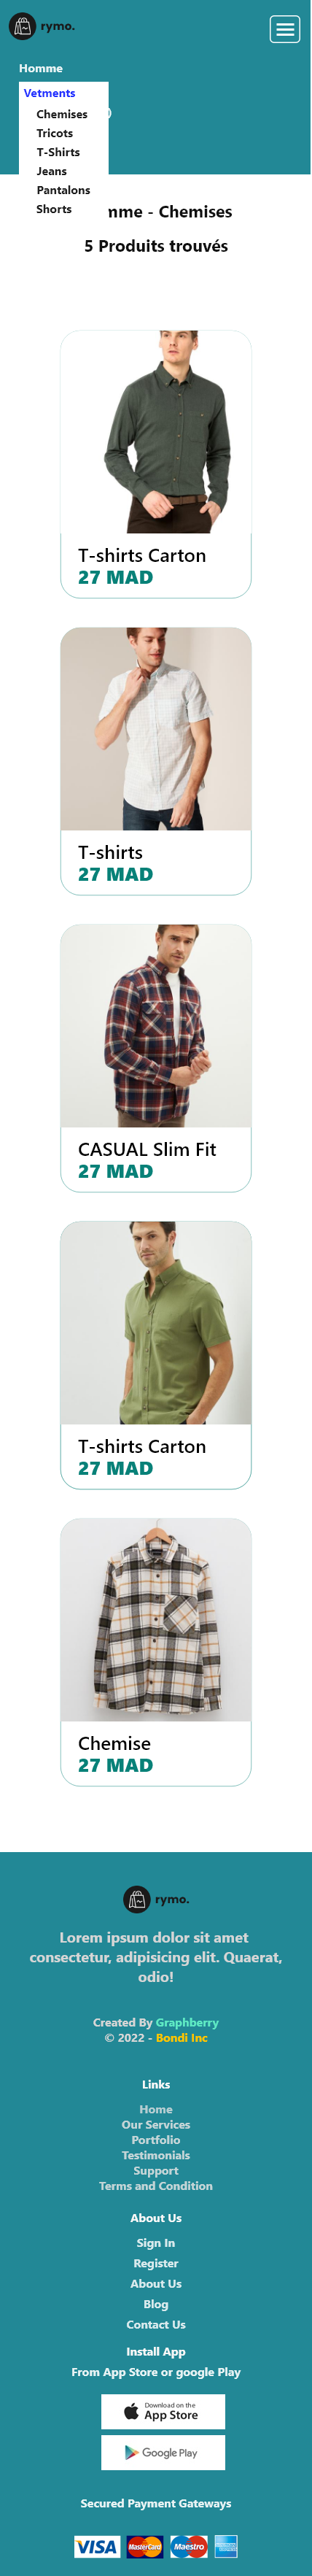 rymo.
Homme
Vetments
Chemises
Tricots
T-Shirts
Jeans
Pantalons
Shorts
mme - Chemises
5 Produits trouvés
T-shirts Carton
27 MAD
T-shirts
27 MAD
CASUAL Slim Fit
27 MAD
T-shirts Carton
27 MAD
Chemise
27 MAD
rymo.
Lorem ipsum dolor sit amet
consectetur, adipisicing elit. Quaerat,
odio!
Created By Graphberry
© 2022 - Bondi Inc
Links
Home
Our Services
Portfolio
Testimonials
Support
Terms and Condition
About Us
Sign In
Register
About Us
Blog
Contact Us
Install App
From App Store or google Play
Download on the
App Store
Google Play
Secured Payment Gateways
VISA
MasterCard
Maestro